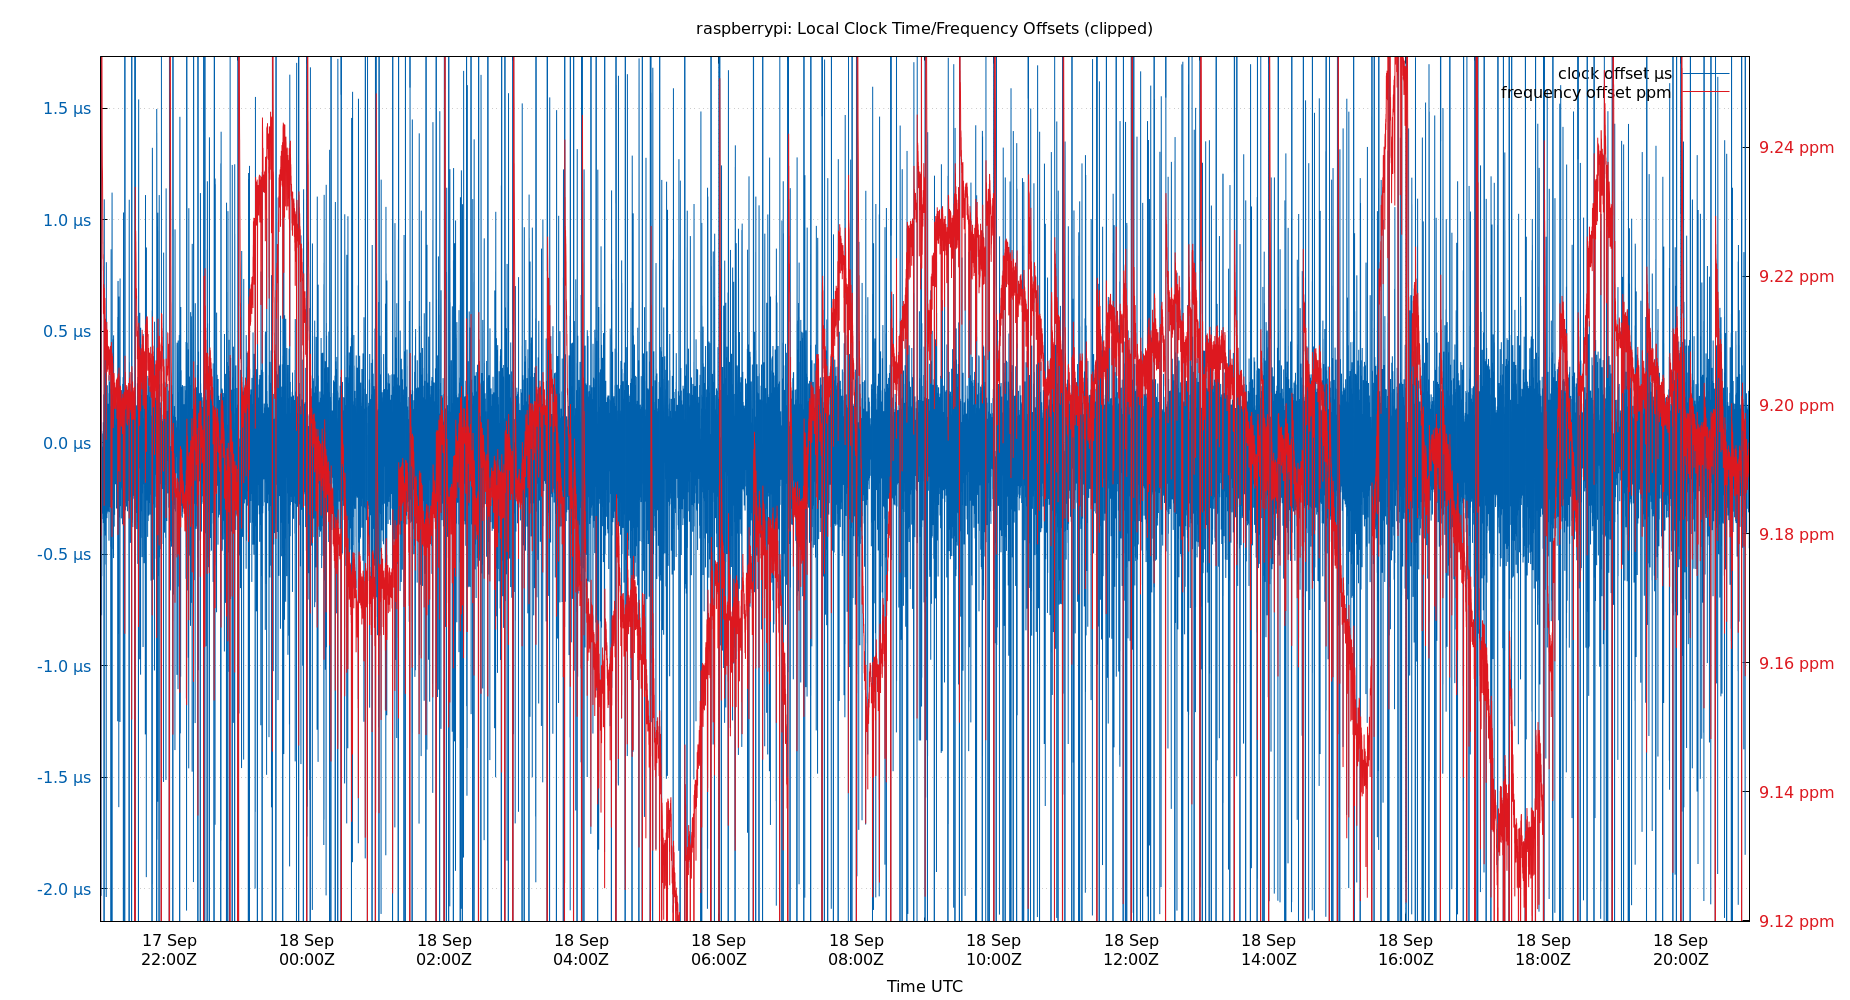 raspberrypi: Local Clock Time/Frequency Offsets (clipped)
clock offset µs
frequency offset ppm
1.5 µs
1.0 µs
0.5 µs
0.0 µs
-0.5 µs
-1.0 µs
-1.5 µs
-2.0 µs
9.24 ppm
9.22 ppm
9.20 ppm
9.18 ppm
9.16 ppm
9.14 ppm
9.12 ppm
17 Sep 18 Sep 18 Sep 18 Sep 18 Sep 18 Sep 18 Sep 18 Sep 18 Sep 18 Sep 18 Sep 18 Sep
22:00Z 00:00Z 02:00Z 04:00Z 06:00Z 08:00Z 10:00Z 12:00Z 14:00Z 16:00Z 18:00Z 20:00Z
Time UTC